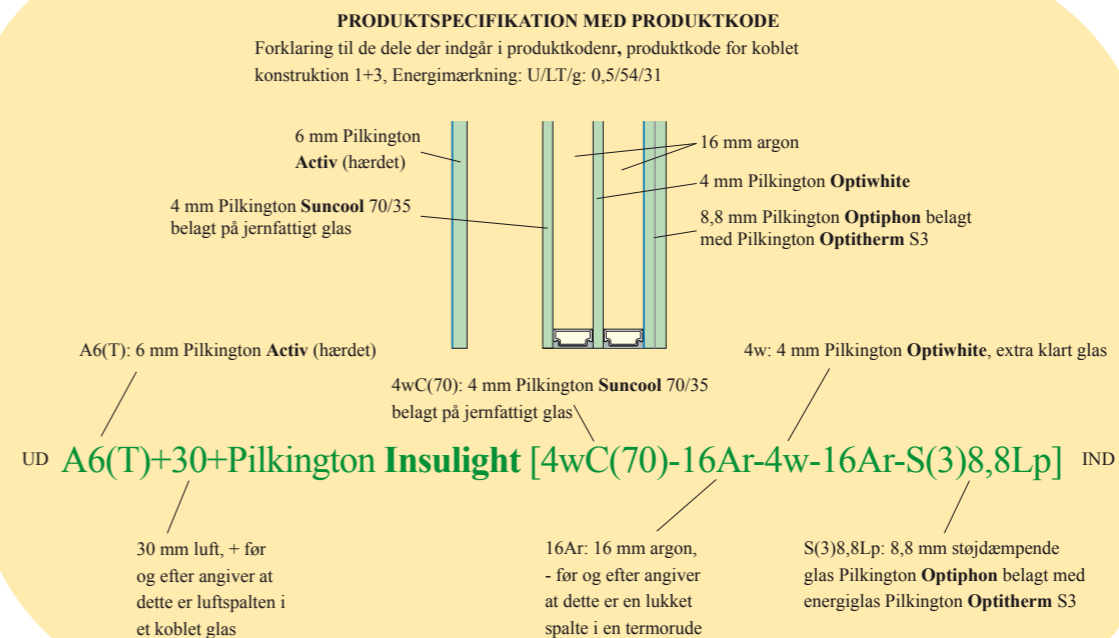 PRODUKTSPECIFIKATION MED PRODUKTKODE
Forklaring til de dele der indgår i produktkodenr, produktkode for koblet
konstruktion 1+3, Energimærkning: U/LT/g: 0,5/54/31
6 mm Pilkington
Activ (hærdet)
4 mm Pilkington Suncool 70/35
belagt på jernfattigt glas
16 mm argon
4 mm Pilkington Optiwhite
8,8 mm Pilkington Optiphon belagt
med Pilkington Optitherm S3
A6(T): 6 mm Pilkington Activ (hærdet)
4wC(70): 4 mm Pilkington Suncool 70/35
belagt på jernfattigt glas
4w: 4 mm Pilkington Optiwhite, extra klart glas
UD A6(T)+30+Pilkington Insulight [4wC(70)-16Ar-4w-16Ar-S(3)8,8Lp] IND
30 mm luft, + før
og efter angiver at
dette er luftspalten i
et koblet glas
16Ar: 16 mm argon,
- før og efter angiver
at dette er en lukket
spalte i en termorude
S(3)8,8Lp: 8,8 mm støjdæmpende
glas Pilkington Optiphon belagt med
energiglas Pilkington Optitherm S3